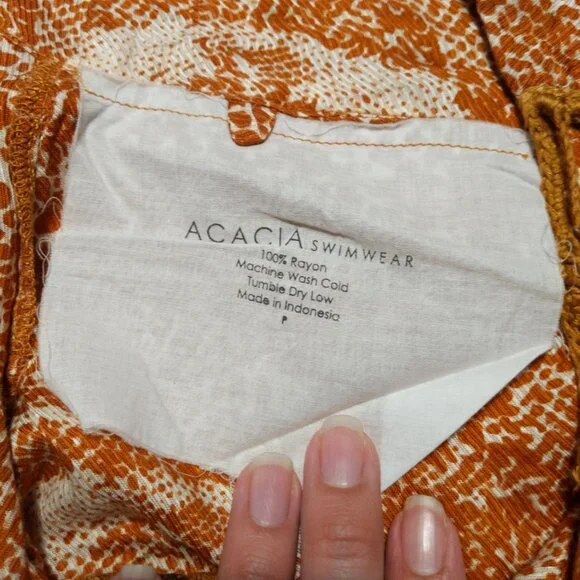 ACACIA SWIMWEAR
100% Rayon
Machine Wash Cold
Tumble Dry Low
Made in Indonesia
P